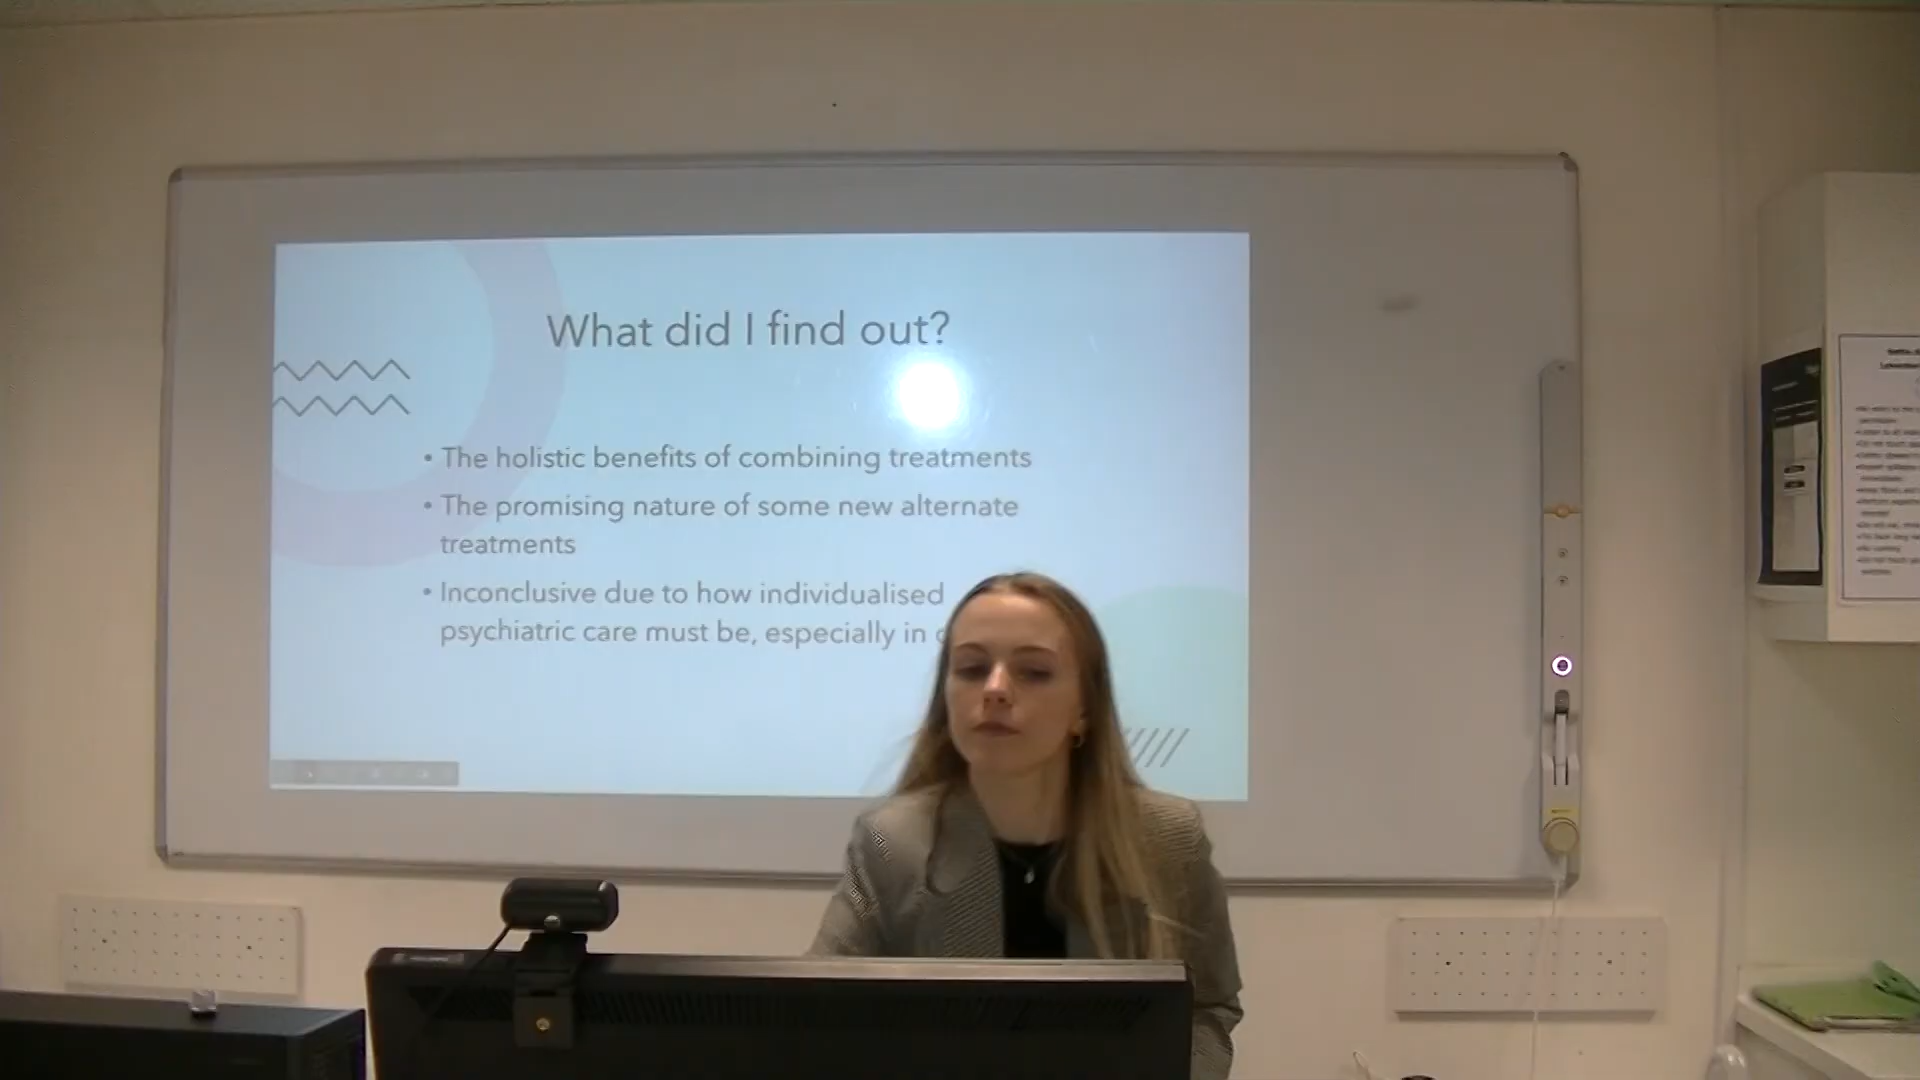 What did I find out?
• The holistic benefits of combining treatments
• The promising nature of some new alternate
treatments
• Inconclusive due to how individualised
psychiatric care must be, especially in